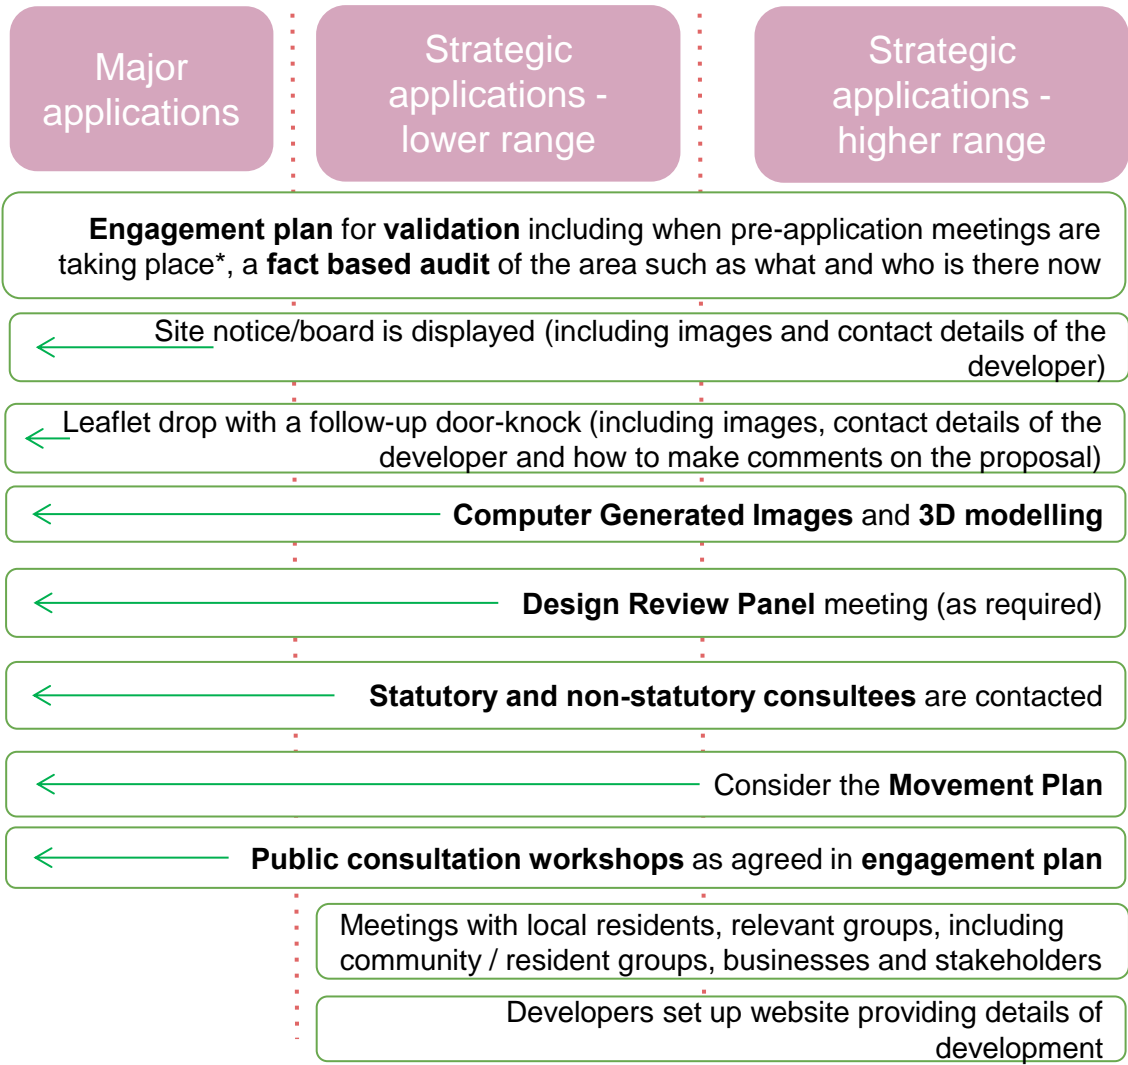 Major
applications
Strategic
applications -
lower range
Strategic
applications -
higher range
Engagement plan for validation including when pre-application meetings are
taking place*, a fact based audit of the area such as what and who is there now
Site notice/board is displayed (including images and contact details of the
developer)
Leaflet drop with a follow-up door-knock (including images, contact details of the
developer and how to make comments on the proposal)
Computer Generated Images and 3D modelling
Design Review Panel meeting (as required)
Statutory and non-statutory consultees are contacted
Consider the Movement Plan
Public consultation workshops as agreed in engagement plan
Meetings with local residents, relevant groups, including
community / resident groups, businesses and stakeholders
Developers set up website providing details of
development